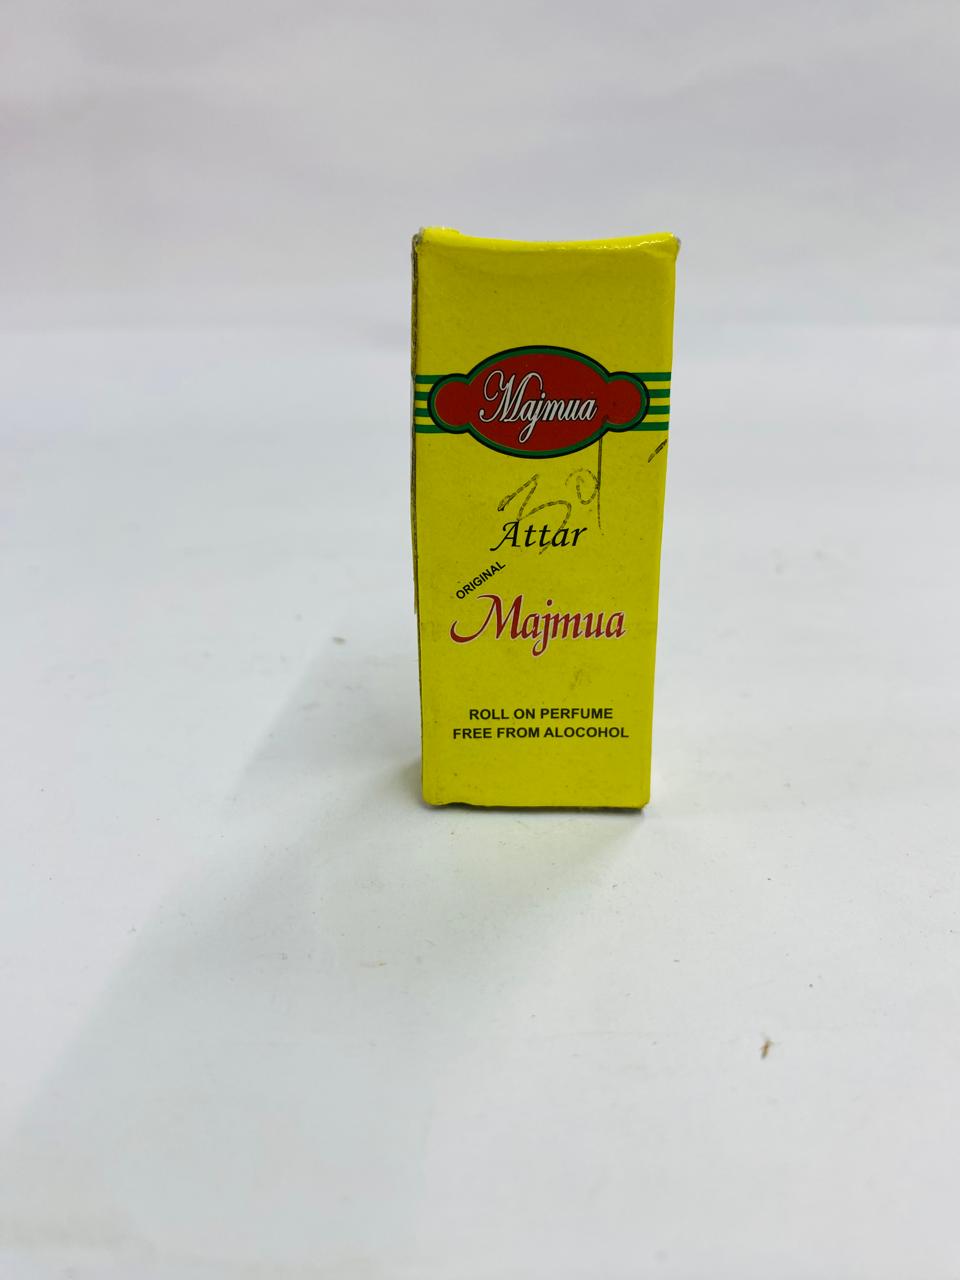 Majmua
Attar
ORIGINAL
Majmua
ROLL ON PERFUME
FREE FROM ALOCOHOL